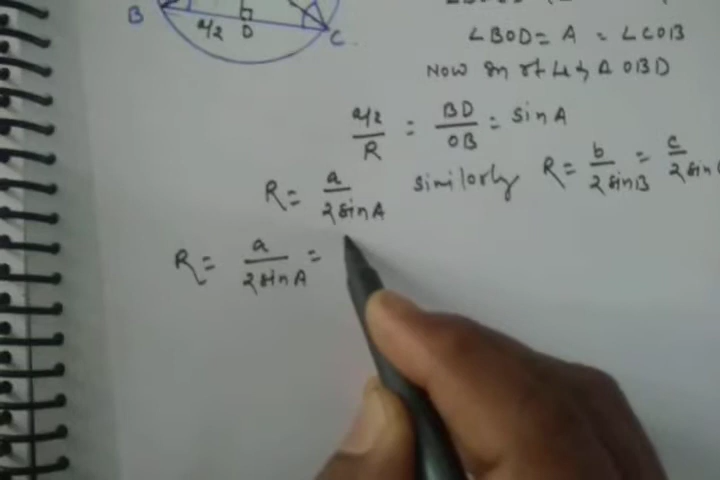 B a/2 D C
∠BOD = A = ∠COB
Now in rt ∠d Δ OBD
a/2 / R = BD / OB = sin A
R = a / 2 sin A similarly R = b / 2 sin B = c / 2 sin
R = a / 2 sin A =